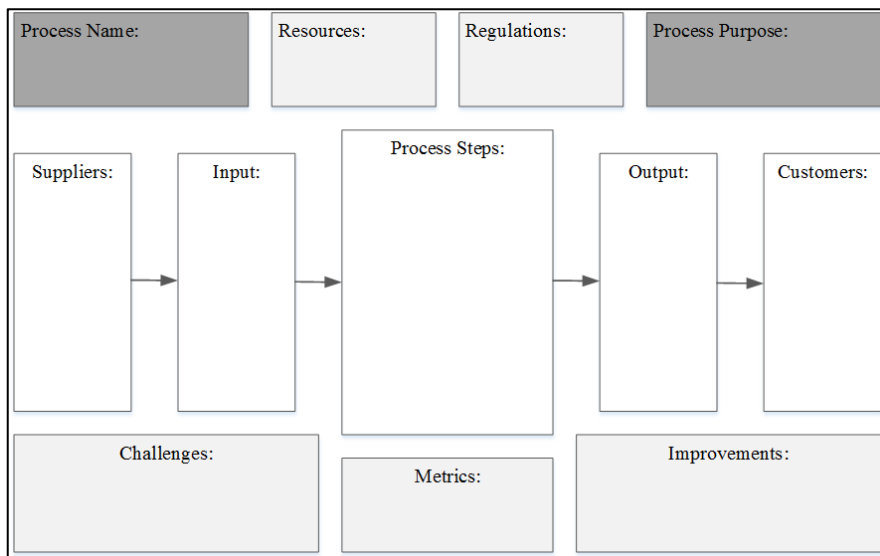 Process Name:
Resources:
Regulations:
Process Purpose:
Suppliers:
Input:
Process Steps:
Output:
Customers:
Challenges:
Metrics:
Improvements: